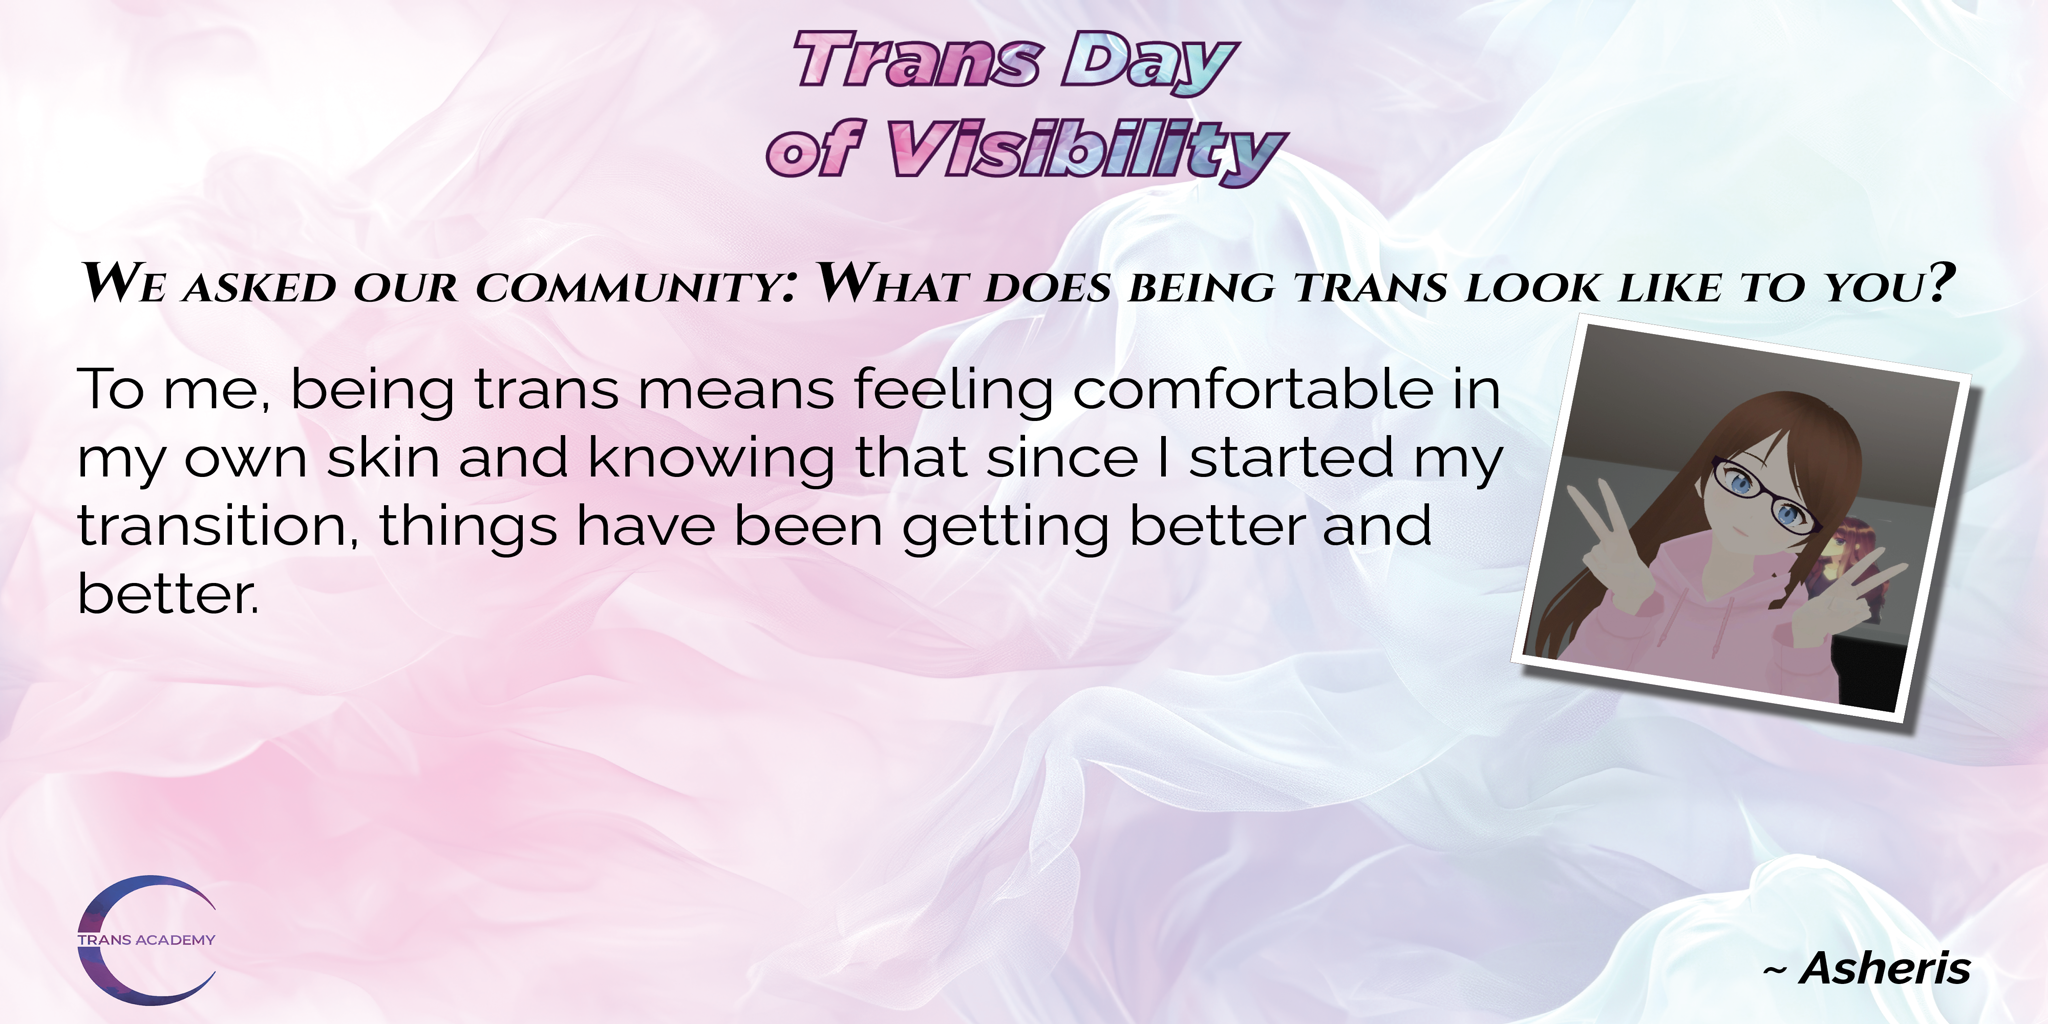 Trans Day
of Visibility
We asked our community: What does being trans look like to you?
To me, being trans means feeling comfortable in
my own skin and knowing that since I started my
transition, things have been getting better and
better.
TRANS ACADEMY
~ Asheris